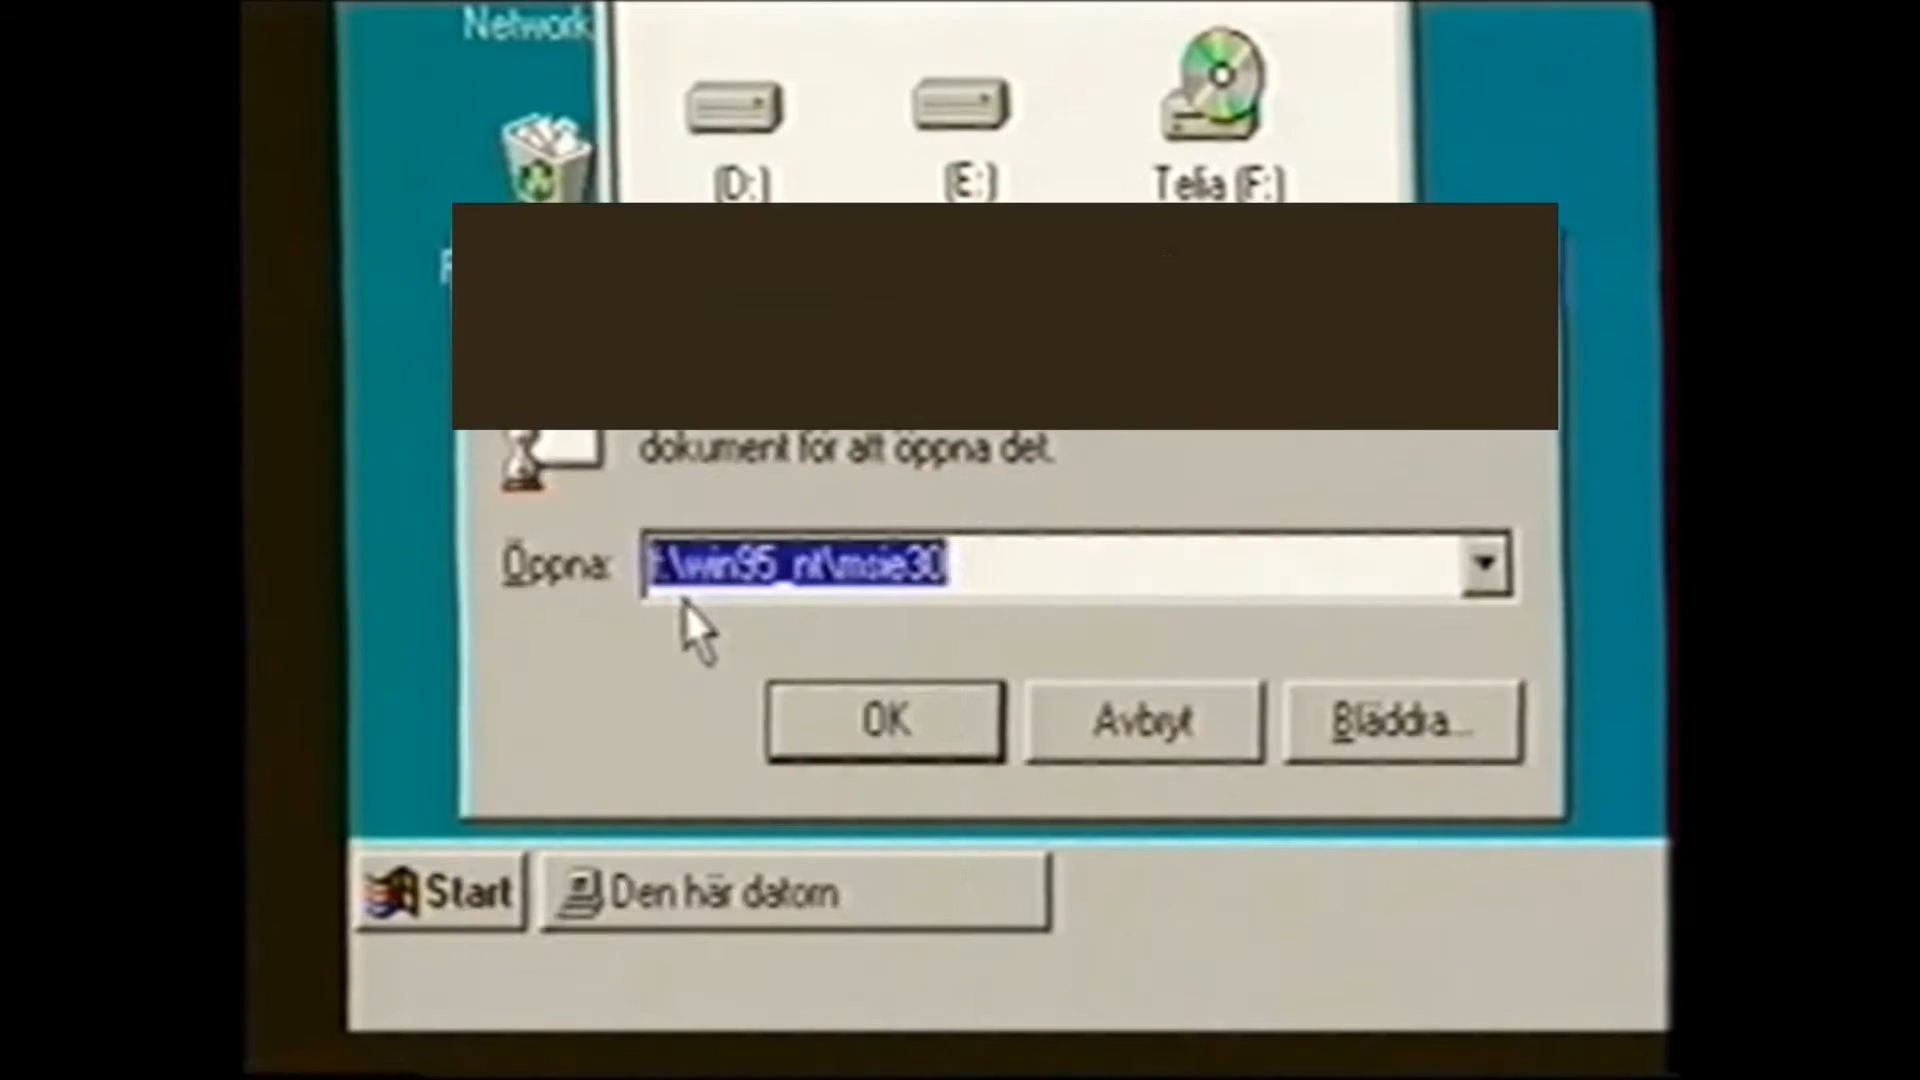 Network
(D:)
(E:)
Telia (F:)
dokument för att öppna det.
Öppna:
f:\win95_nt\msie30
OK
Avbryt
Bläddra...
Start
Den här datorn